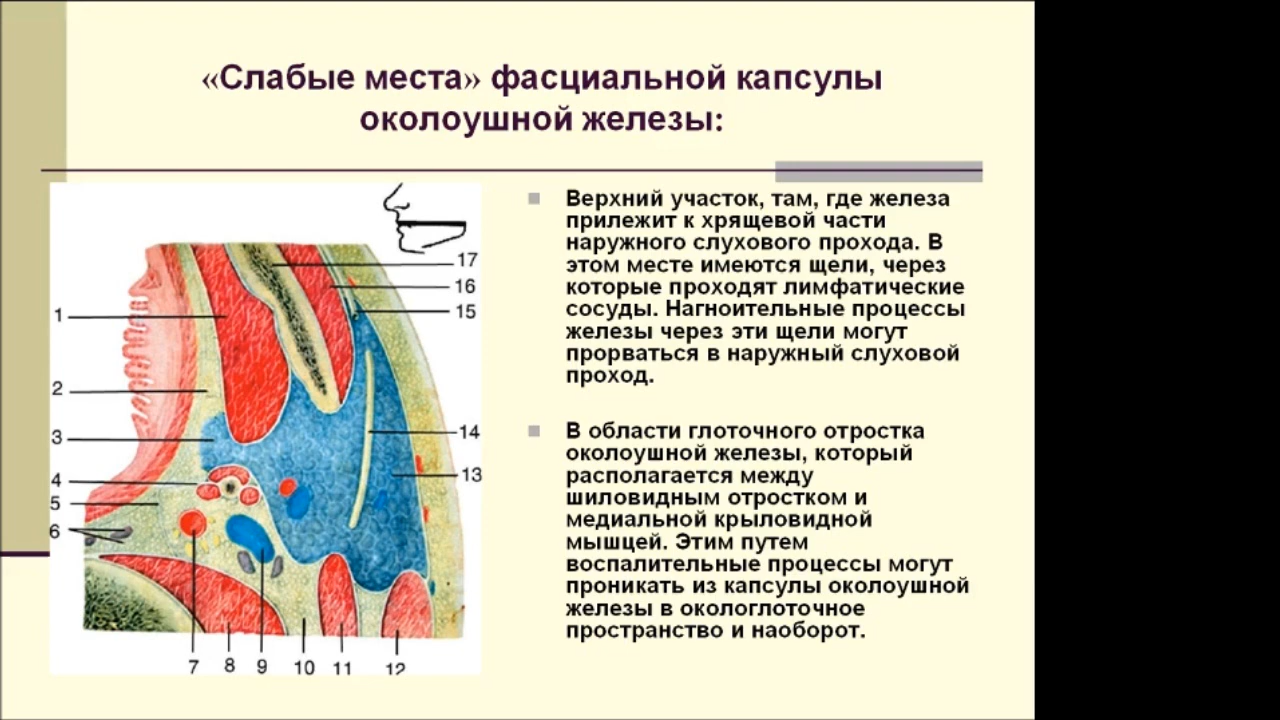 «Слабые места» фасциальной капсулы
околоушной железы:
Верхний участок, там, где железа
прилежит к хрящевой части
наружного слухового прохода. В
этом месте имеются щели, через
которые проходят лимфатические
сосуды. Нагноительные процессы
железы через эти щели могут
прорваться в наружный слуховой
проход.
В области глоточного отростка
околоушной железы, который
располагается между
шиловидным отростком и
медиальной крыловидной
мышцей. Этим путем
воспалительные процессы могут
проникать из капсулы околоушной
железы в окологлоточное
пространство и наоборот.
17
16
15
14
13
1
2
3
4
5
6
7 8 9 10 11 12